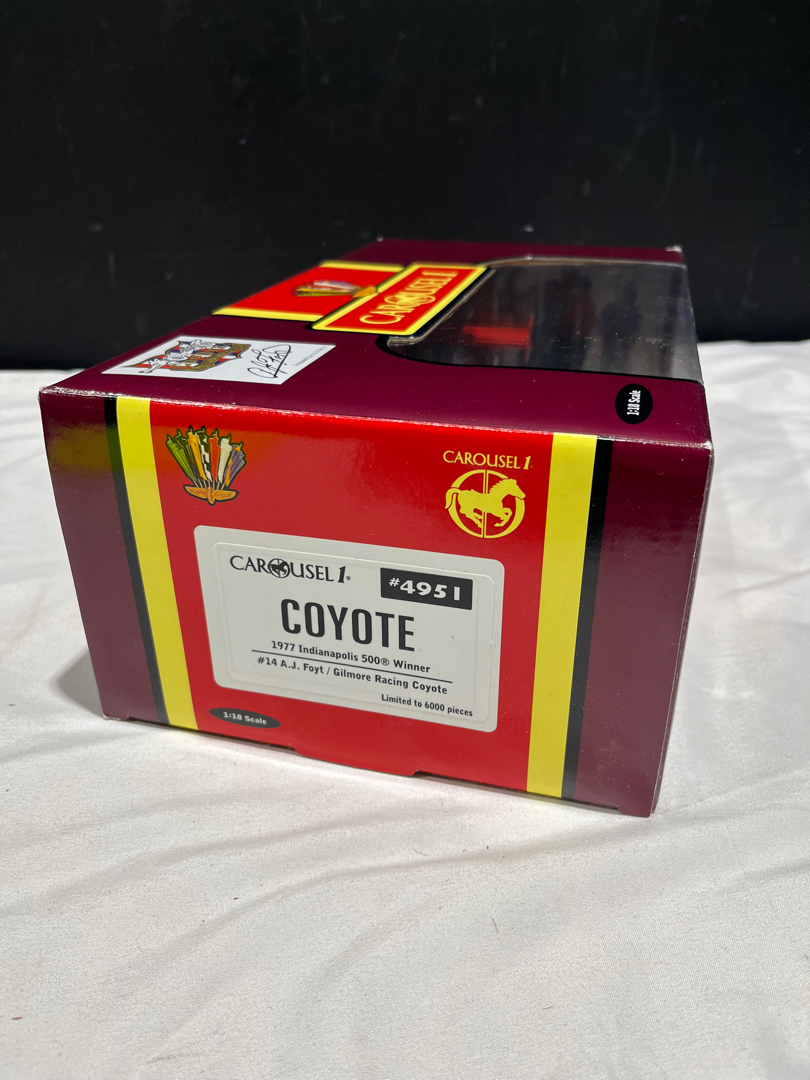 CAROUSEL 1
1:18 Scale
CAROUSEL 1
CAROUSEL 1®
#4951
COYOTE
1977 Indianapolis 500® Winner
#14 A.J. Foyt / Gilmore Racing Coyote
Limited to 6000 pieces
1:18 Scale